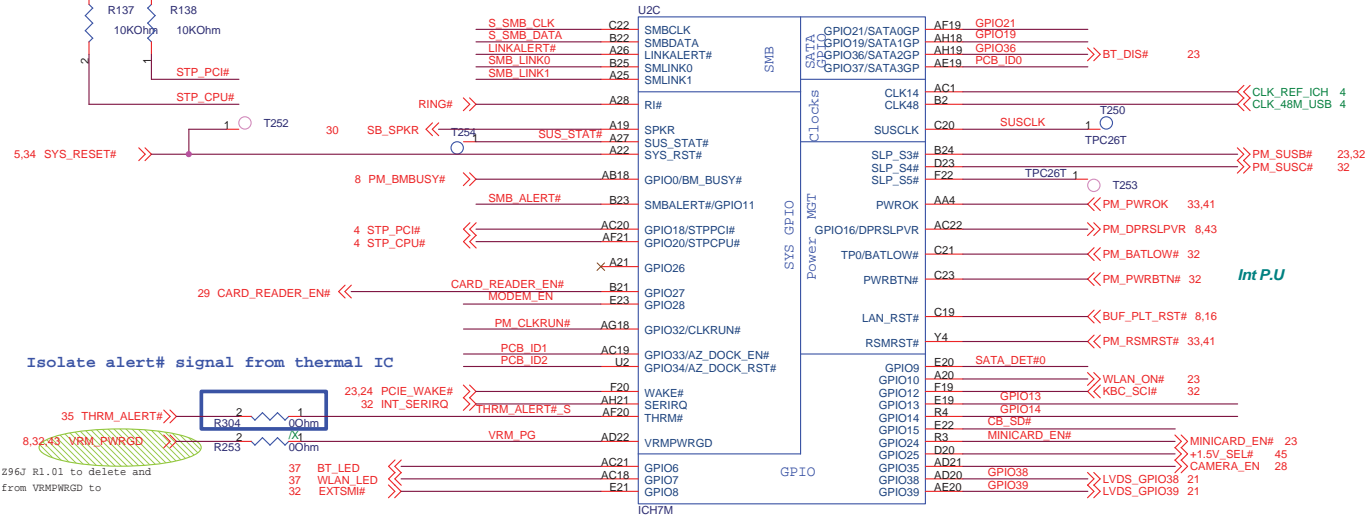 R137 R138
10KOhm 10KOhm
2 1
STP_PCI#
STP_CPU#
1 T252
5,34 SYS_RESET#
U2C
S_SMB_CLK C22 SMBCLK
S_SMB_DATA B22 SMBDATA
LINKALERT# A26 LINKALERT#
SMB_LINK0 B25 SMLINK0
SMB_LINK1 A25 SMLINK1
RING# A28 RI#
30 SB_SPKR A19 SPKR
T254 1 SUS_STAT# A27 SUS_STAT#
A22 SYS_RST#
8 PM_BMBUSY# AB18 GPIO0/BM_BUSY#
SMB_ALERT# B23 SMBALERT#/GPIO11
4 STP_PCI# AC20 GPIO18/STPPCI#
4 STP_CPU# AF21 GPIO20/STPCPU#
A21 GPIO26
29 CARD_READER_EN# CARD_READER_EN# B21 GPIO27
MODEM_EN E23 GPIO28
PM_CLKRUN# AG18 GPIO32/CLKRUN#
PCB_ID1 AC19 GPIO33/AZ_DOCK_EN#
PCB_ID2 U2 GPIO34/AZ_DOCK_RST#
Isolate alert# signal from thermal IC
23,24 PCIE_WAKE# F20 WAKE#
32 INT_SERIRQ AH21 SERIRQ
35 THRM_ALERT# 2 1 THRM_ALERT#_S AF20 THRM#
R304 0Ohm
/X
8,32,43 VRM_PWRGD 2 1 VRM_PG AD22 VRMPWRGD
R253 0Ohm
Z96J R1.01 to delete and
from VRMPWRGD to
37 BT_LED AC21 GPIO6
37 WLAN_LED AC18 GPIO7
32 EXTSMI# E21 GPIO8
ICH7M
SMB
SATA
GPIO
Clocks
SYS GPIO
Power MGT
GPIO
GPIO21/SATA0GP AF19 GPIO21
GPIO19/SATA1GP AH18 GPIO19
GPIO36/SATA2GP AH19 GPIO36 BT_DIS# 23
GPIO37/SATA3GP AE19 PCB_ID0
CLK14 AC1 CLK_REF_ICH 4
CLK48 B2 CLK_48M_USB 4
SUSCLK C20 SUSCLK 1 T250
TPC26T
SLP_S3# B24 PM_SUSB# 23,32
SLP_S4# D23 PM_SUSC# 32
SLP_S5# F22 TPC26T 1 T253
PWROK AA4 PM_PWROK 33,41
GPIO16/DPRSLPVR AC22 PM_DPRSLPVR 8,43
TP0/BATLOW# C21 PM_BATLOW# 32
PWRBTN# C23 PM_PWRBTN# 32 Int P.U
LAN_RST# C19 BUF_PLT_RST# 8,16
RSMRST# Y4 PM_RSMRST# 33,41
GPIO9 E20 SATA_DET#0
GPIO10 A20 WLAN_ON# 23
GPIO12 F19 KBC_SCI# 32
GPIO13 E19 GPIO13
GPIO14 R4 GPIO14
GPIO15 E22 CB_SD#
GPIO24 R3 MINICARD_EN# MINICARD_EN# 23
GPIO25 D20 +1.5V_SEL# 45
GPIO35 AD21 CAMERA_EN 28
GPIO38 AD20 GPIO38 LVDS_GPIO38 21
GPIO39 AE20 GPIO39 LVDS_GPIO39 21